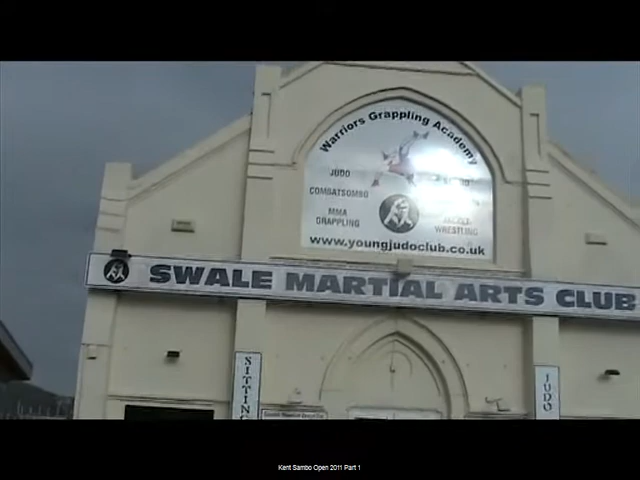 Warriors Grappling Academy
JUDO
COMBATSOMBO
MMA
GRAPPLING
WRESTLING
www.youngjudoclub.co.uk
SWALE MARTIAL ARTS CLUB
SITTING
JUDO
Kent Sambo Open 2011 Part 1